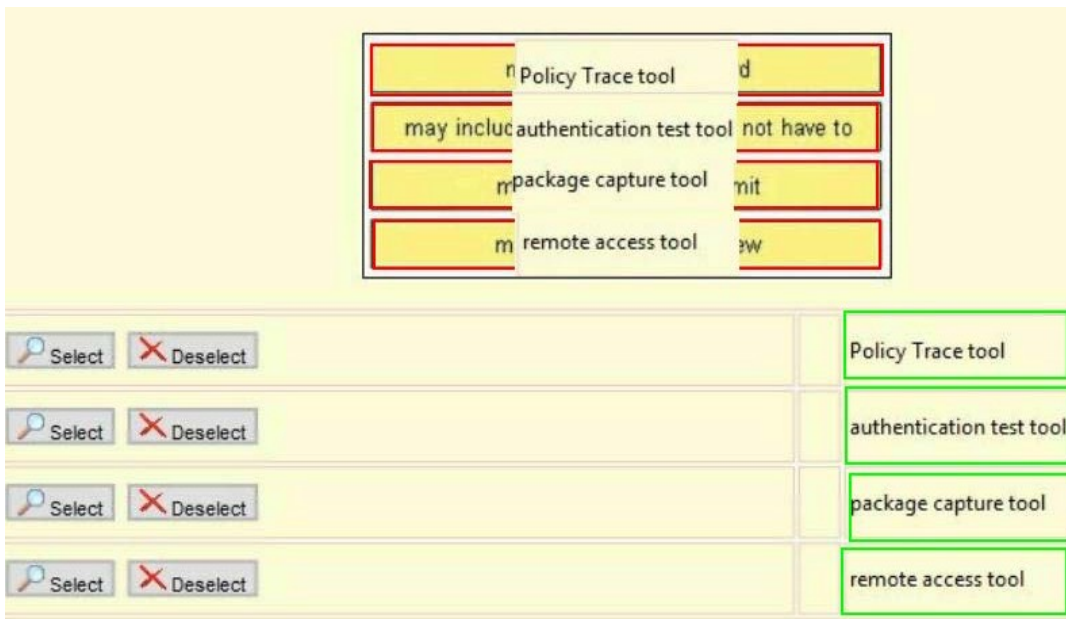 Policy Trace tool
may includ authentication test tool not have to
package capture tool
remote access tool
Select Deselect Policy Trace tool
Select Deselect authentication test tool
Select Deselect package capture tool
Select Deselect remote access tool